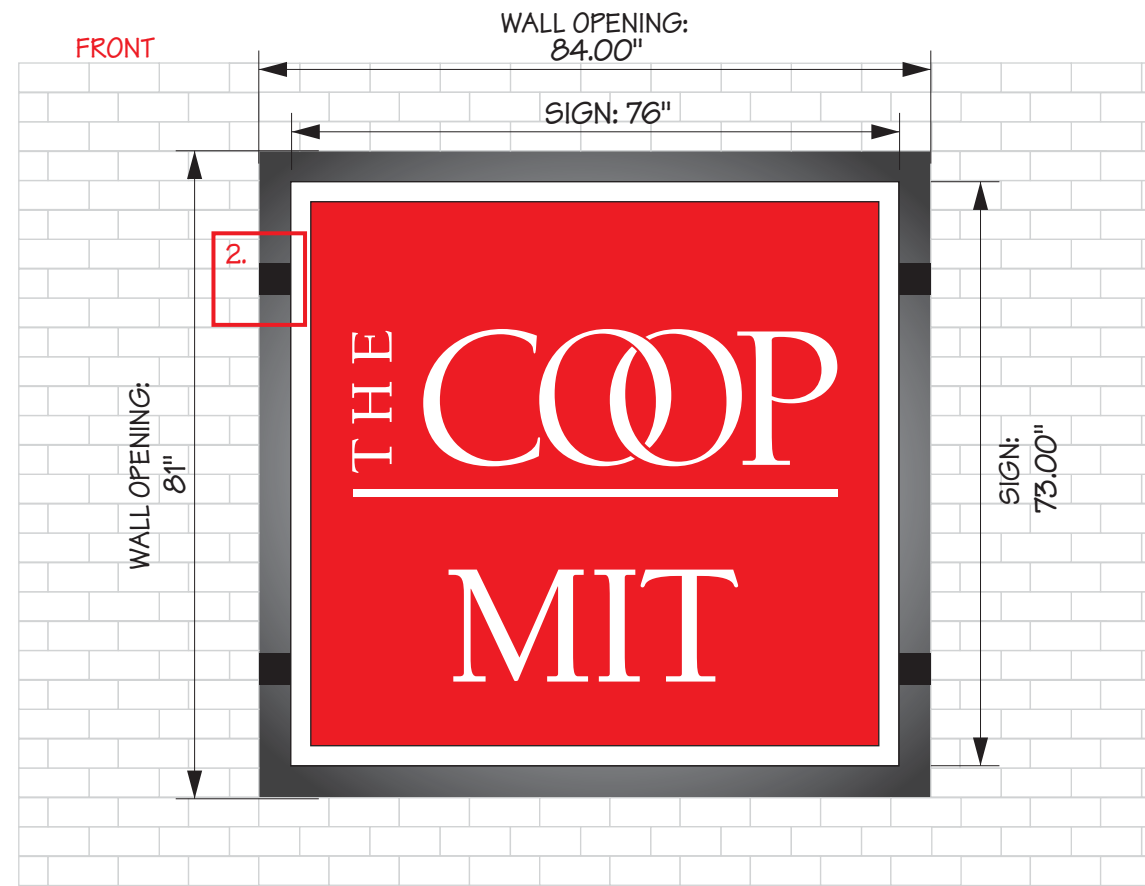 WALL OPENING:
84.00"
FRONT
SIGN: 76"
2.
WALL OPENING:
81"
SIGN:
73.00"
THE COOP
MIT